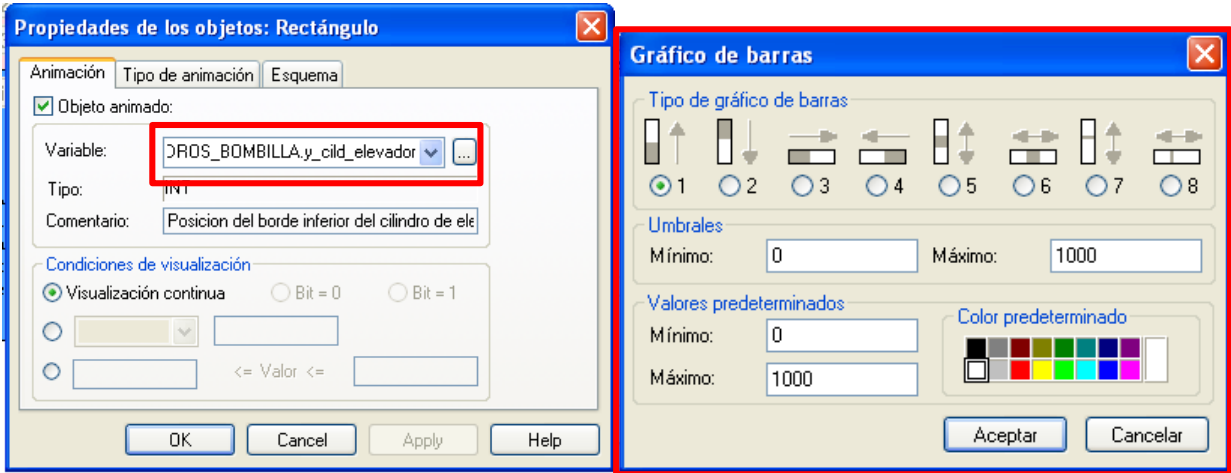 Propiedades de los objetos: Rectángulo
Animación Tipo de animación Esquema
Objeto animado:
Variable: OROS_BOMBILLA.y_cild_elevador ...
Tipo: INT
Comentario: Posicion del borde inferior del cilindro de ele
Condiciones de visualización
Visualización continua Bit = 0 Bit = 1
<= Valor <=
OK Cancel Apply Help
Gráfico de barras
Tipo de gráfico de barras
1 2 3 4 5 6 7 8
Umbrales
Mínimo: 0 Máximo: 1000
Valores predeterminados
Mínimo: 0
Máximo: 1000
Color predeterminado
Aceptar Cancelar